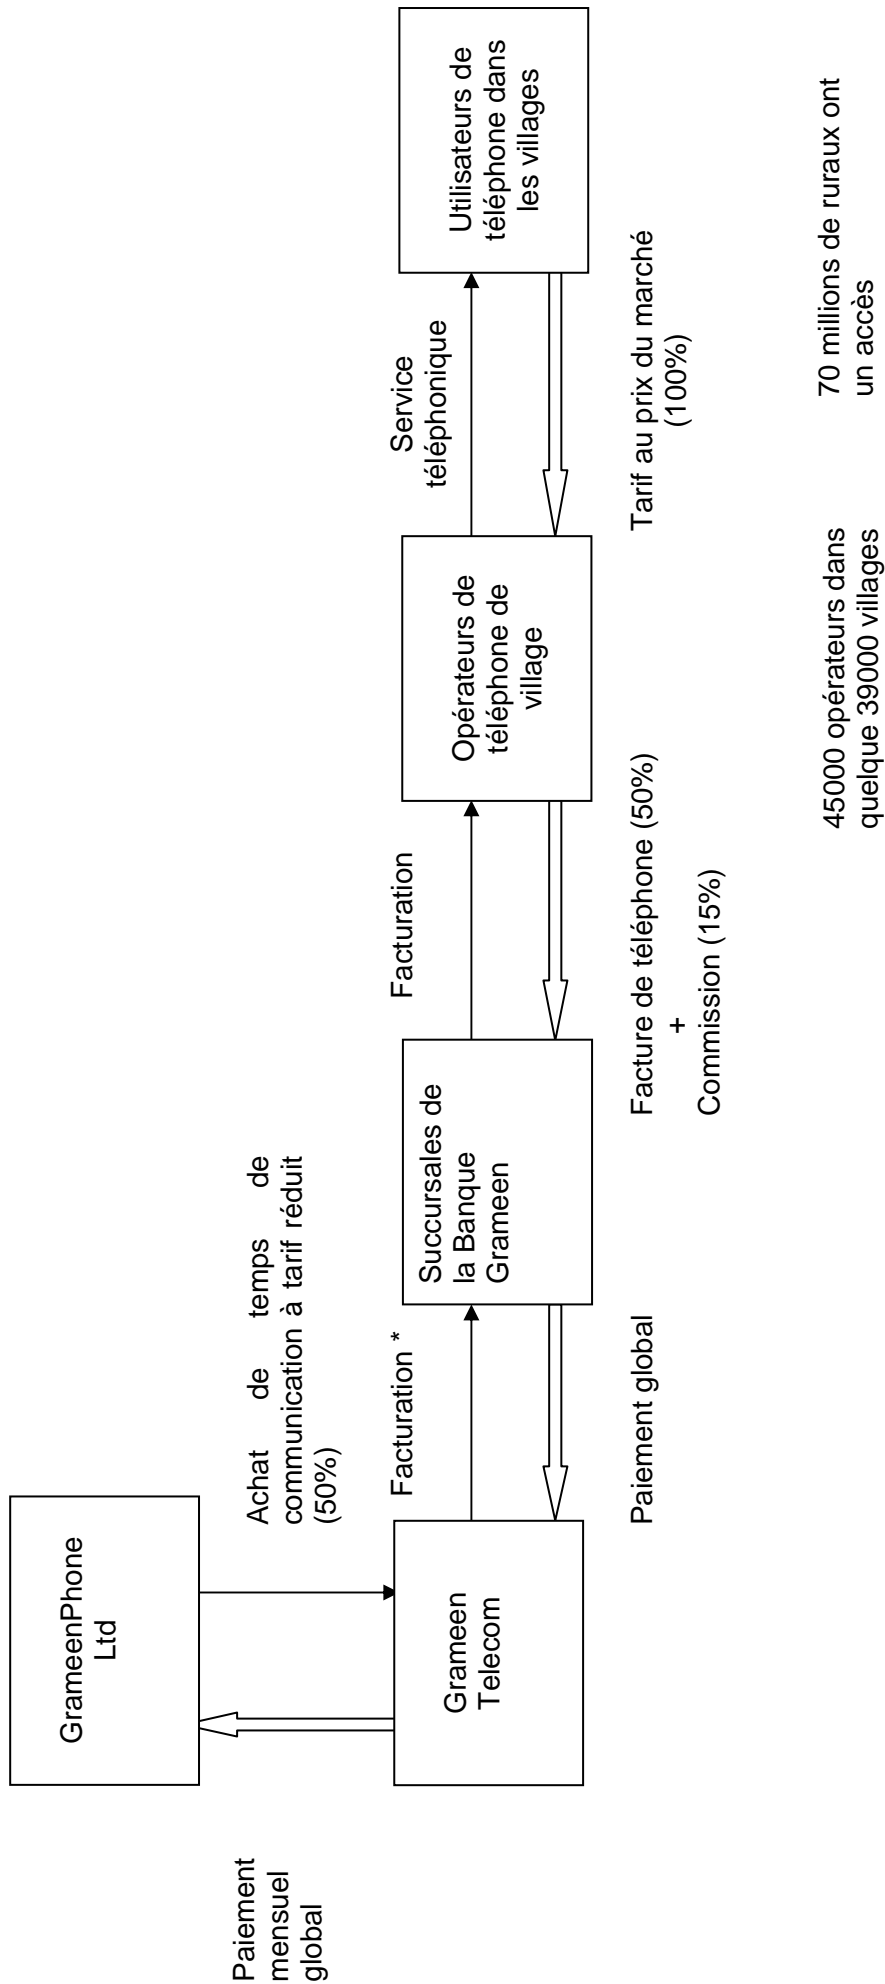 GrameenPhone
Ltd
Paiement
mensuel
global
Achat de temps de
communication à tarif réduit
(50%)
Grameen
Telecom
Facturation *
Paiement global
Succursales de
la Banque
Grameen
Facturation
Facture de téléphone (50%)
+
Commission (15%)
Opérateurs de
téléphone de
village
Service
téléphonique
Tarif au prix du marché
(100%)
Utilisateurs de
téléphone dans
les villages
45000 opérateurs dans
quelque 39000 villages
70 millions de ruraux ont
un accès